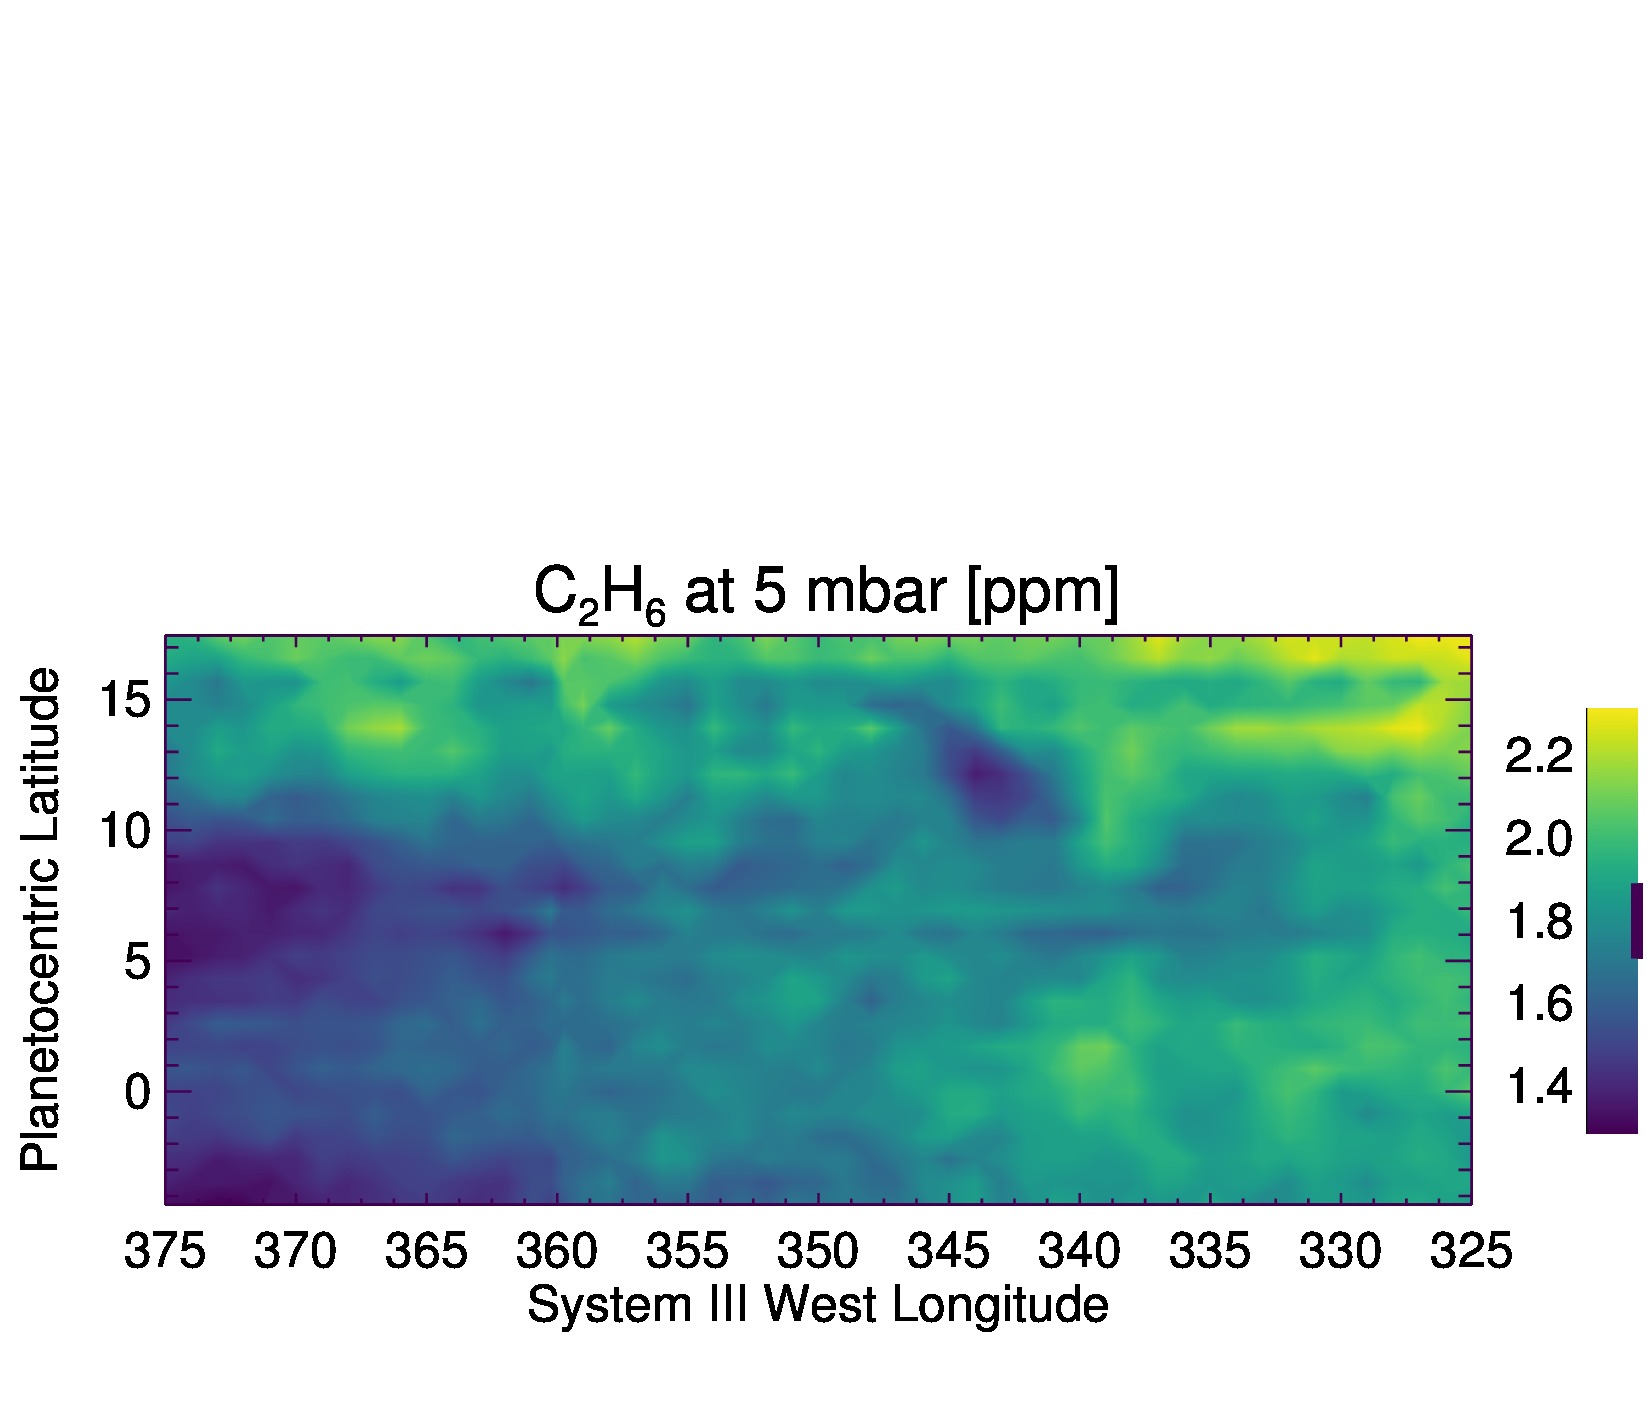 C₂H₆ at 5 mbar [ppm]
Planetocentric Latitude
15
10
5
0
375 370 365 360 355 350 345 340 335 330 325
System III West Longitude
2.2
2.0
1.8
1.6
1.4